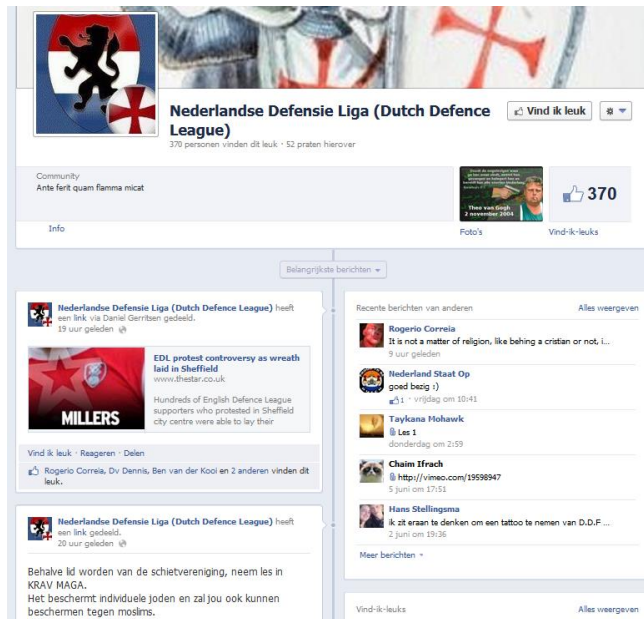 Nederlandse Defensie Liga (Dutch Defence
League)
370 personen vinden dit leuk · 52 praten hierover
Vind ik leuk
Community
Ante ferit quam flamma micat
Info
Theo van Gogh
2 november 2004
Foto's
370
Vind-ik-leuks
Belangrijkste berichten
Nederlandse Defensie Liga (Dutch Defence League) heeft
een link via Daniel Gerritsen gedeeld.
19 uur geleden
MILLERS
EDL protest controversy as wreath
laid in Sheffield
www.thestar.co.uk
Hundreds of English Defence League
supporters who protested in Sheffield
city centre were able to lay their
Vind ik leuk · Reageren · Delen
Rogerio Correia, Dv Dennis, Ben van der Kooi en 2 anderen vinden dit
leuk.
Nederlandse Defensie Liga (Dutch Defence League) heeft
een link gedeeld.
20 uur geleden
Behalve lid worden van de schietvereniging, neem les in
KRAV MAGA.
Het beschermt individuele joden en zal jou ook kunnen
beschermen tegen moslims.
Recente berichten van anderen
Alles weergeven
Rogerio Correia
It is not a matter of religion, like behing a cristian or not, i...
9 uur geleden
Nederland Staat Op
goed bezig :)
1 · vrijdag om 10:41
Taykana Mohawk
Les 1
donderdag om 2:59
Chaim Ifrach
http://vimeo.com/19598947
5 juni om 17:51
Hans Stellingsma
ik zit eraan te denken om een tattoo te nemen van D.D.F ...
2 juni om 19:36
Meer berichten
Vind-ik-leuks
Alles weergeven